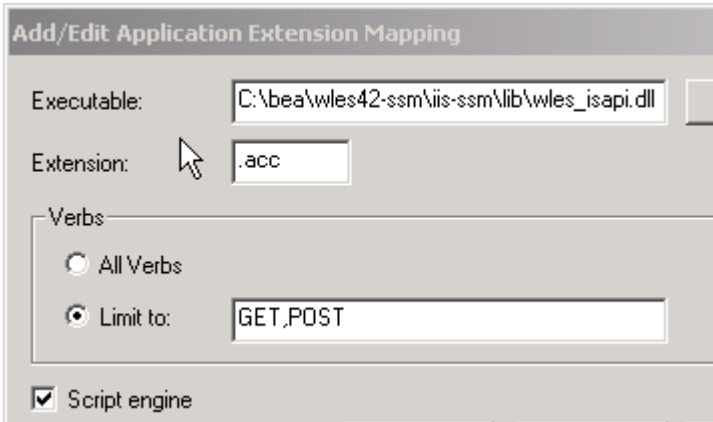 Add/Edit Application Extension Mapping
Executable: C:\bea\wles42-ssm\iis-ssm\lib\wles_isapi.dll
Extension: .acc
Verbs
All Verbs
Limit to: GET,POST
Script engine